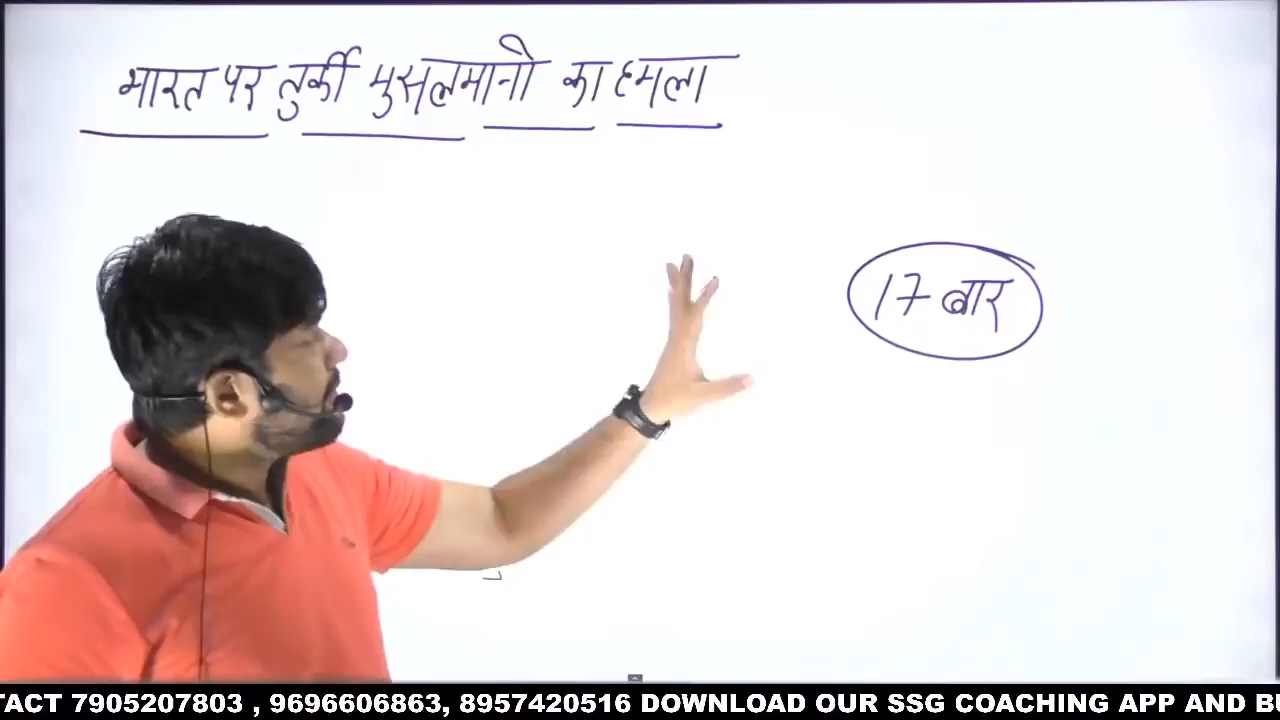 भारत पर तुर्की मुसलमानो का हमला
17 बार
TACT 7905207803 , 9696606863, 8957420516 DOWNLOAD OUR SSG COACHING APP AND BU